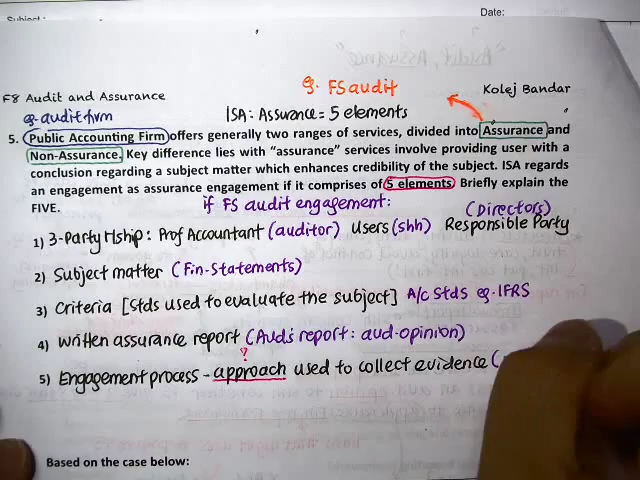 Subject:
Date:
"Audit, Assurance"
eg. FS audit
F8 Audit and Assurance
Kolej Bandar
eg. audit firm
ISA: Assurance = 5 elements
5. Public Accounting Firm offers generally two ranges of services, divided into Assurance and
Non-Assurance. Key difference lies with “assurance” services involve providing user with a
conclusion regarding a subject matter which enhances credibility of the subject. ISA regards
an engagement as assurance engagement if it comprises of 5 elements. Briefly explain the
FIVE.
if FS audit engagement:
(Directors)
1) 3-Party r/ship: Prof Accountant (auditor) Users (shh) Responsible Party
2) Subject matter (Fin-Statements)
3) Criteria [Stds used to evaluate the subject] A/c Stds eg. IFRS
4) written assurance report (Aud's report: aud-opinion)
?
5) Engagement process - approach used to collect evidence (
Based on the case below: